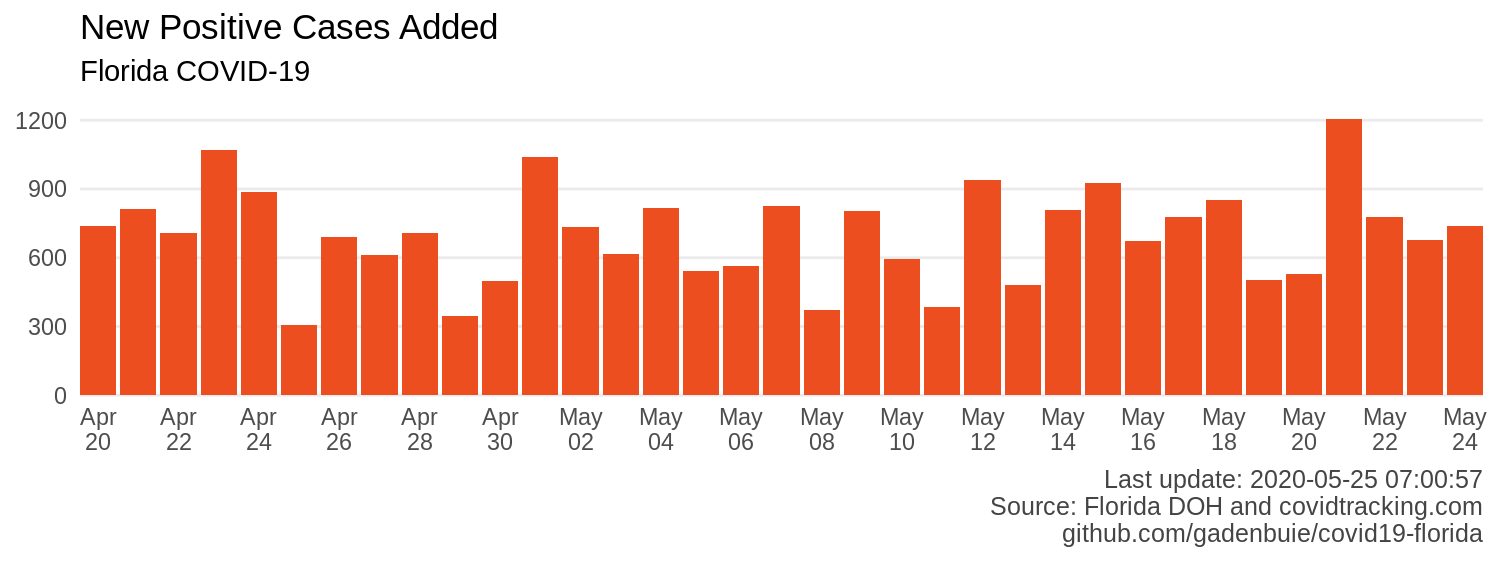 New Positive Cases Added
Florida COVID-19
1200
900
600
300
0
Apr Apr Apr Apr Apr Apr May May May May May May May May May May May May
20 22 24 26 28 30 02 04 06 08 10 12 14 16 18 20 22 24
Last update: 2020-05-25 07:00:57
Source: Florida DOH and covidtracking.com
github.com/gadenbuie/covid19-florida